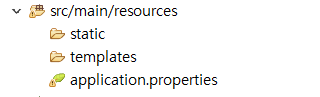 src/main/resources
static
templates
application.properties